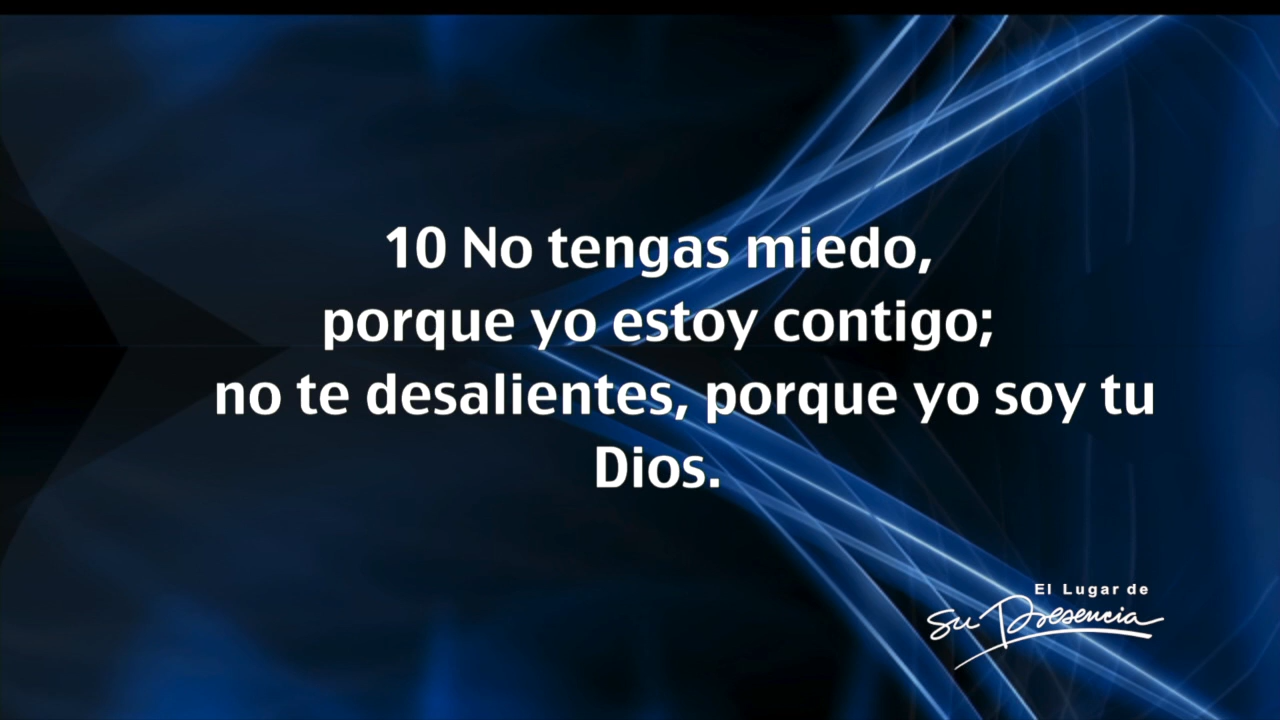 10 No tengas miedo,
porque yo estoy contigo;
no te desalientes, porque yo soy tu
Dios.
El Lugar de
Su Presencia